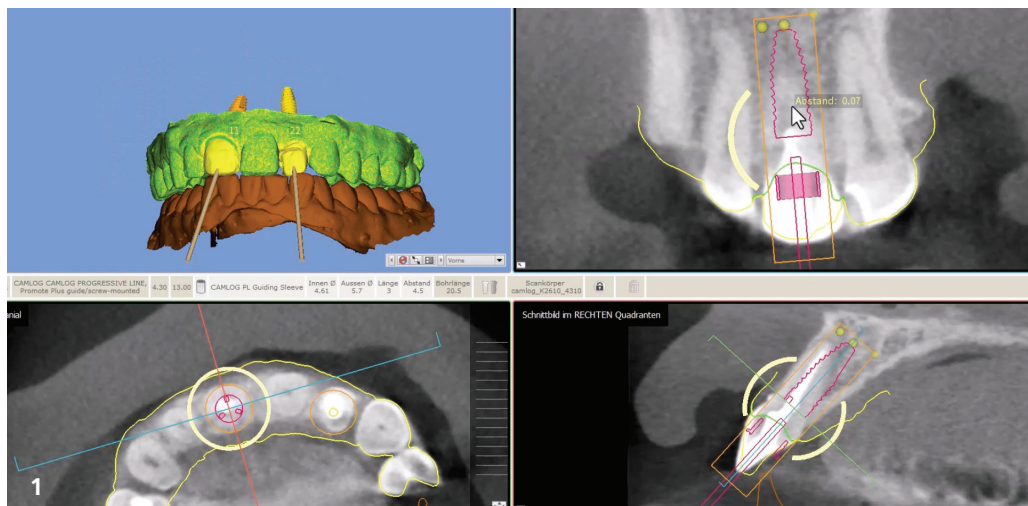 11
22
Abstand: 0.07
Vorne
CAMLOG CAMLOG PROGRESSIVE LINE,
Promote Plus guide/screw-mounted
4.30
13.00
CAMLOG PL Guiding Sleeve
Innen Ø
4.61
Aussen Ø
5.7
Länge
3
Abstand
4.5
Bohrlänge
20.5
Scankörper
camlog_K2610_4310
anial
Schnittbild im RECHTEN Quadranten
1